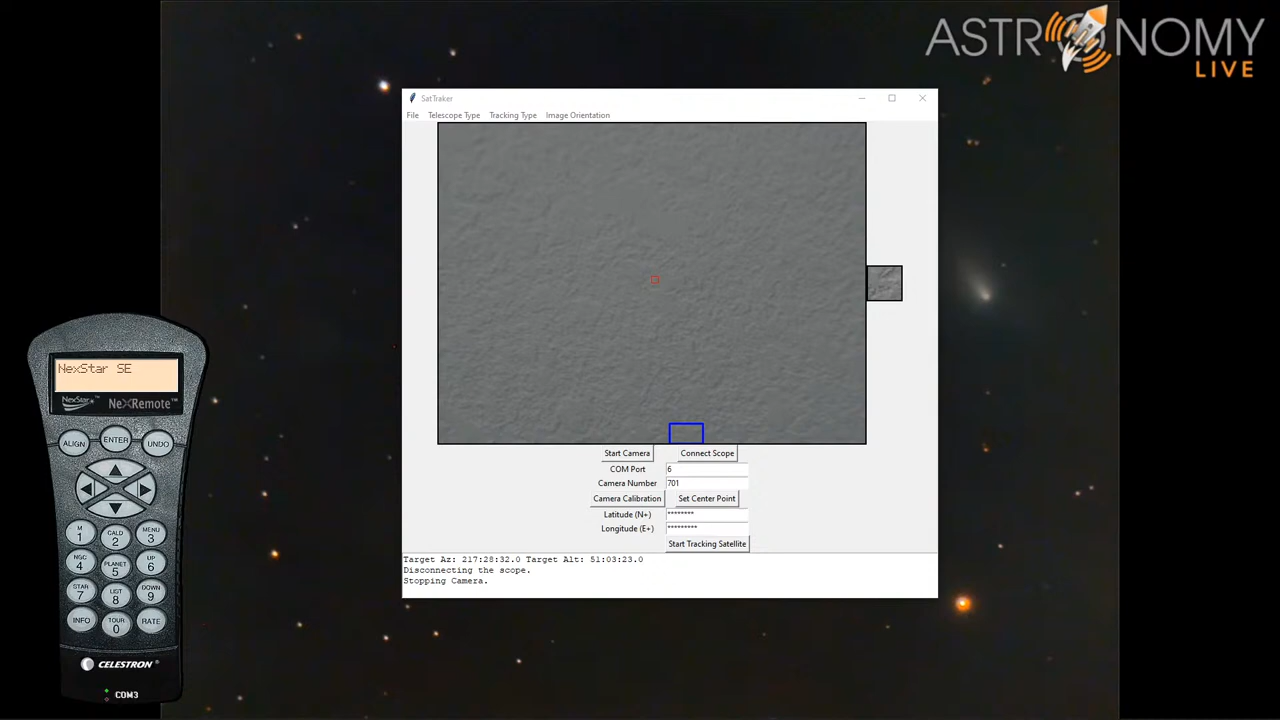 ASTRONOMY
LIVE
SatTraker
File Telescope Type Tracking Type Image Orientation
Start Camera Connect Scope
COM Port 6
Camera Number 701
Camera Calibration Set Center Point
Latitude (N+) ********
Longitude (E+) *********
Start Tracking Satellite
Target Az: 217:28:32.0 Target Alt: 51:03:23.0
Disconnecting the scope.
Stopping Camera.
NexStar SE
NexStar™ NeXRemote™
ALIGN ENTER UNDO
M CALD MENU
1 2 3
NGC PLANET UP
4 5 6
STAR LIST DOWN
7 8 9
INFO TOUR RATE
0
CELESTRON®
COM3